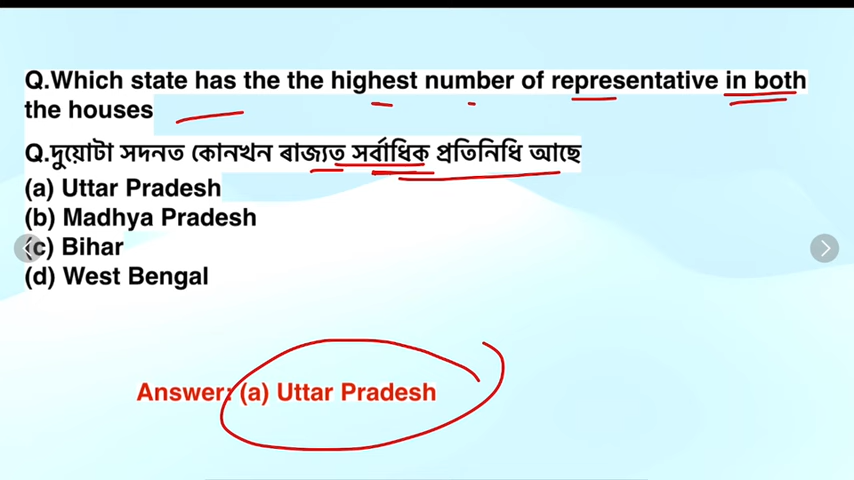 Q.Which state has the the highest number of representative in both
the houses
Q.দুয়োটা সদনত কোনখন ৰাজ্যত সৰ্বাধিক প্ৰতিনিধি আছে
(a) Uttar Pradesh
(b) Madhya Pradesh
(c) Bihar
(d) West Bengal
Answer: (a) Uttar Pradesh